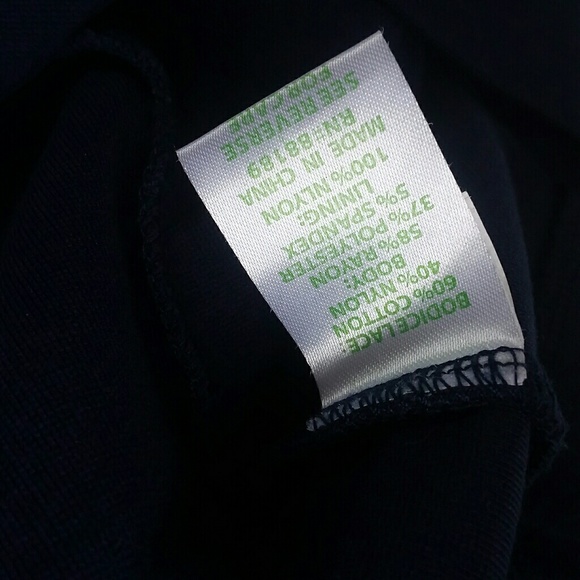 BODICE LACE:
60% COTTON
40% NYLON
BODY:
58% RAYON
37% POLYESTER
5% SPANDEX
LINING:
100% NLYON
MADE IN CHINA
RN# 88189
SEE REVERSE
FOR CARE